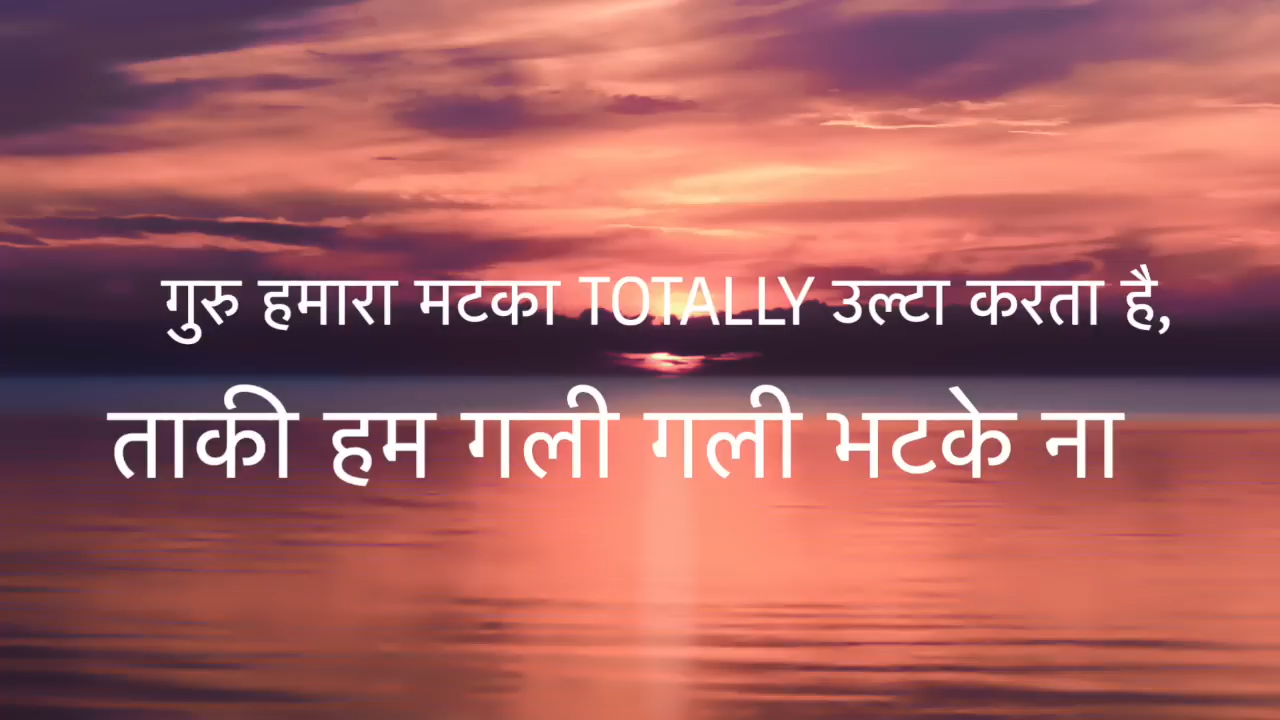 गुरु हमारा मटका TOTALLY उल्टा करता है,
ताकी हम गली गली भटके ना